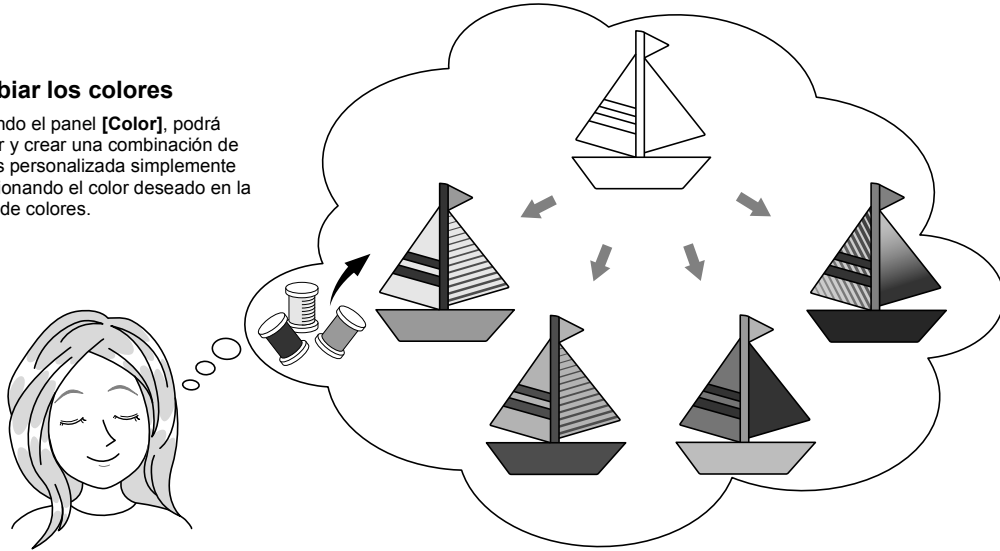 biar los colores
ndo el panel [Color], podrá
r y crear una combinación de
s personalizada simplemente
ionando el color deseado en la
de colores.